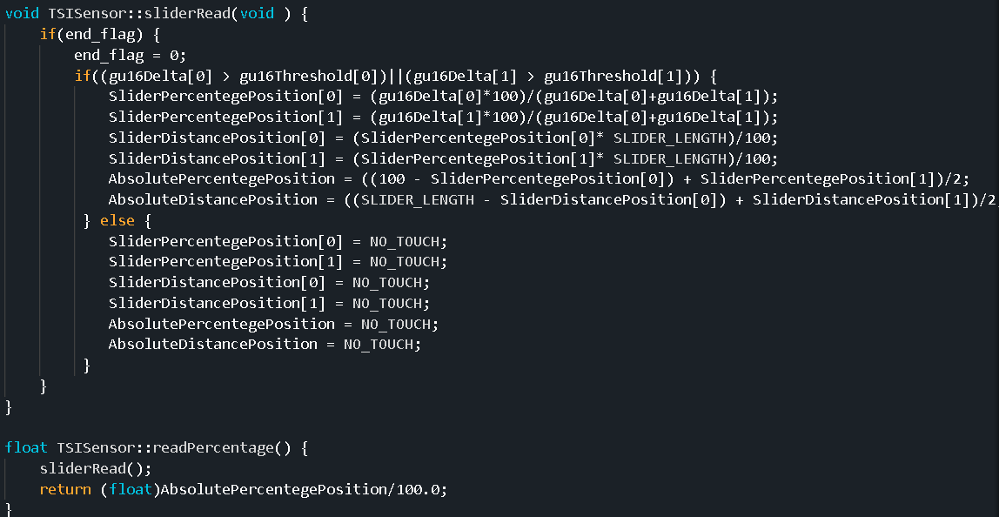 void TSISensor::sliderRead(void ) {
    if(end_flag) {
        end_flag = 0;
        if((gu16Delta[0] > gu16Threshold[0])||(gu16Delta[1] > gu16Threshold[1])) {
            SliderPercentegePosition[0] = (gu16Delta[0]*100)/(gu16Delta[0]+gu16Delta[1]);
            SliderPercentegePosition[1] = (gu16Delta[1]*100)/(gu16Delta[0]+gu16Delta[1]);
            SliderDistancePosition[0] = (SliderPercentegePosition[0]* SLIDER_LENGTH)/100;
            SliderDistancePosition[1] = (SliderPercentegePosition[1]* SLIDER_LENGTH)/100;
            AbsolutePercentegePosition = ((100 - SliderPercentegePosition[0]) + SliderPercentegePosition[1])/2;
            AbsoluteDistancePosition = ((SLIDER_LENGTH - SliderDistancePosition[0]) + SliderDistancePosition[1])/2
         } else {
            SliderPercentegePosition[0] = NO_TOUCH;
            SliderPercentegePosition[1] = NO_TOUCH;
            SliderDistancePosition[0] = NO_TOUCH;
            SliderDistancePosition[1] = NO_TOUCH;
            AbsolutePercentegePosition = NO_TOUCH;
            AbsoluteDistancePosition = NO_TOUCH;
         }
    }
}

float TSISensor::readPercentage() {
    sliderRead();
    return (float)AbsolutePercentegePosition/100.0;
}